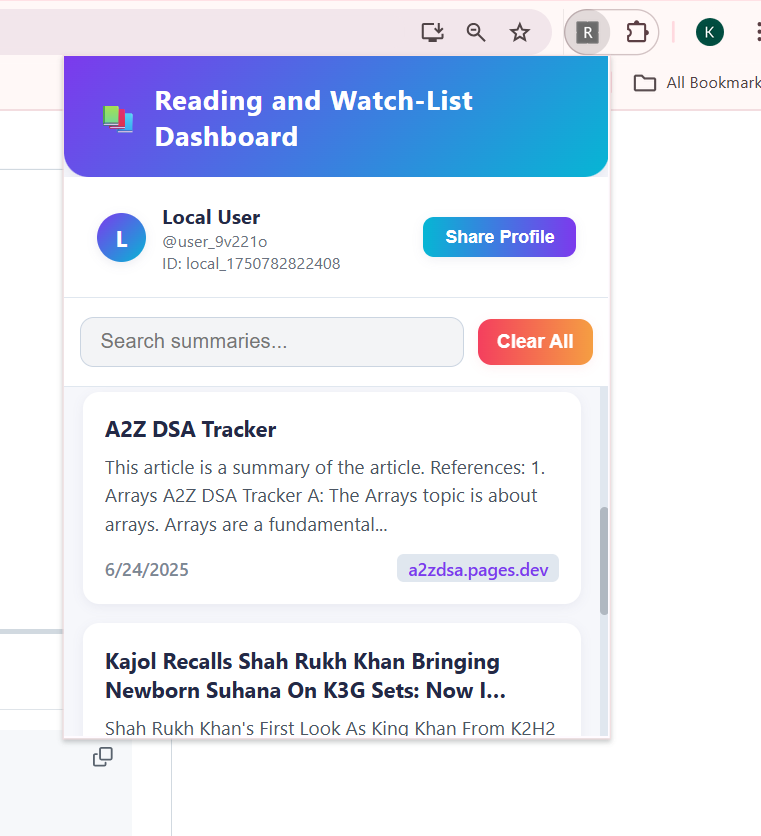 R
K
All Bookmark
Reading and Watch-List
Dashboard
L
Local User
@user_9v221o
ID: local_1750782822408
Share Profile
Search summaries...
Clear All
A2Z DSA Tracker
This article is a summary of the article. References: 1.
Arrays A2Z DSA Tracker A: The Arrays topic is about
arrays. Arrays are a fundamental...
6/24/2025
a2zdsa.pages.dev
Kajol Recalls Shah Rukh Khan Bringing
Newborn Suhana On K3G Sets: Now I...
Shah Rukh Khan's First Look As King Khan From K2H2